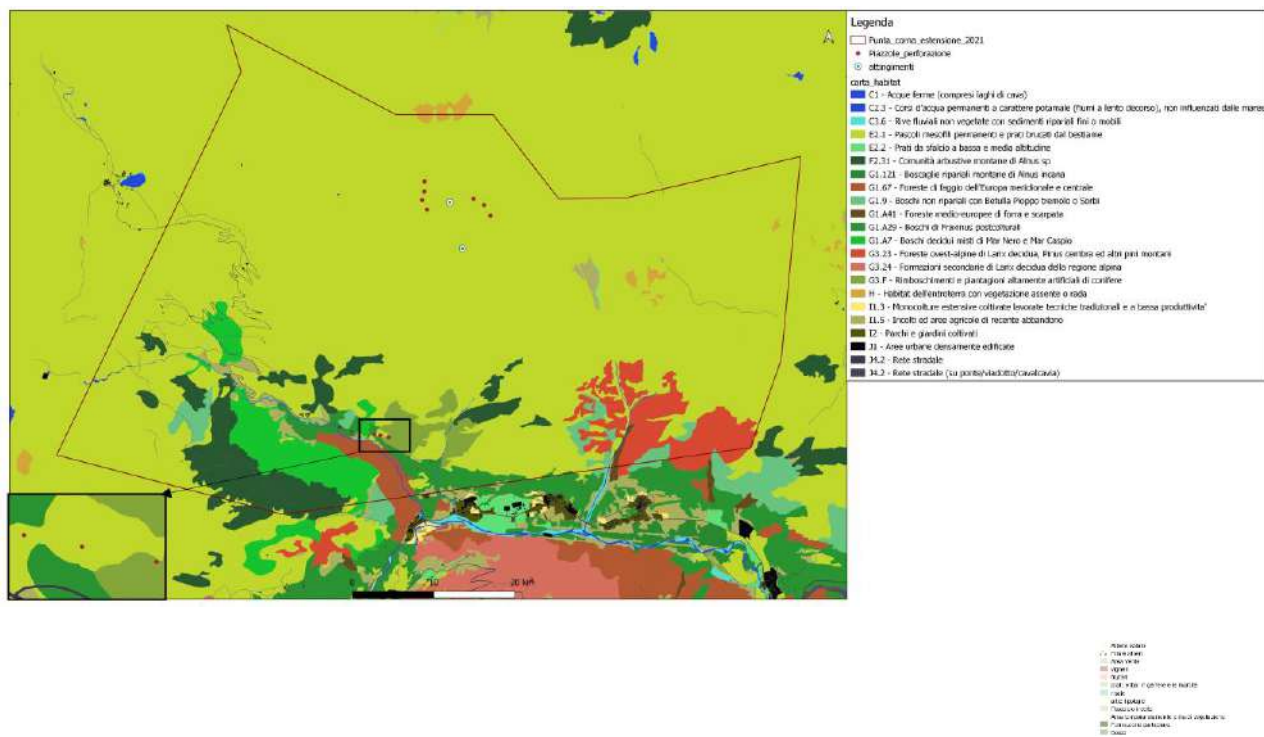 Legenda
Punta_corna_estensione_2021
Piazzole_perforazione
attingimenti
carta_habitat
C1 - Acque ferme (compresi laghi di cava)
C2.3 - Corsi d'acqua permanenti a carattere potamale (fiumi a lento decorso), non influenzati dalle maree
C3.6 - Rive fluviali non vegetate con sedimenti ripariali fini o mobili
E2.1 - Pascoli mesofili permanenti e prati brucati dal bestiame
E2.2 - Prati da sfalcio a bassa e media altitudine
F2.31 - Comunità arbustive montane di Alnus sp
G1.121 - Boscaglie ripariali montane di Alnus incana
G1.67 - Foreste di faggio dell'Europa meridionale e centrale
G1.9 - Boschi non ripariali con Betulla Pioppo tremolo o Sorbi
G1.A41 - Foreste medio-europee di forra e scarpata
G1.A29 - Boschi di Fraxinus postcolturali
G1.A7 - Boschi decidui misti di Mar Nero e Mar Caspio
G3.23 - Foreste ovest-alpine di Larix decidua, Pinus cembra ed altri pini montani
G3.24 - Formazioni secondarie di Larix decidua della regione alpina
G3.F - Rimboschimenti e piantagioni altamente artificiali di conifere
H - Habitat dell'entroterra con vegetazione assente o rada
I1.3 - Monocolture estensive coltivate lavorate tecniche tradizionali e a bassa produttivita'
I1.5 - Incolti ed aree agricole di recente abbandono
I2 - Parchi e giardini coltivati
J1 - Aree urbane densamente edificate
J4.2 - Rete stradale
J4.2 - Rete stradale (su ponte/viadotto/cavalcavia)
0 10 20 km